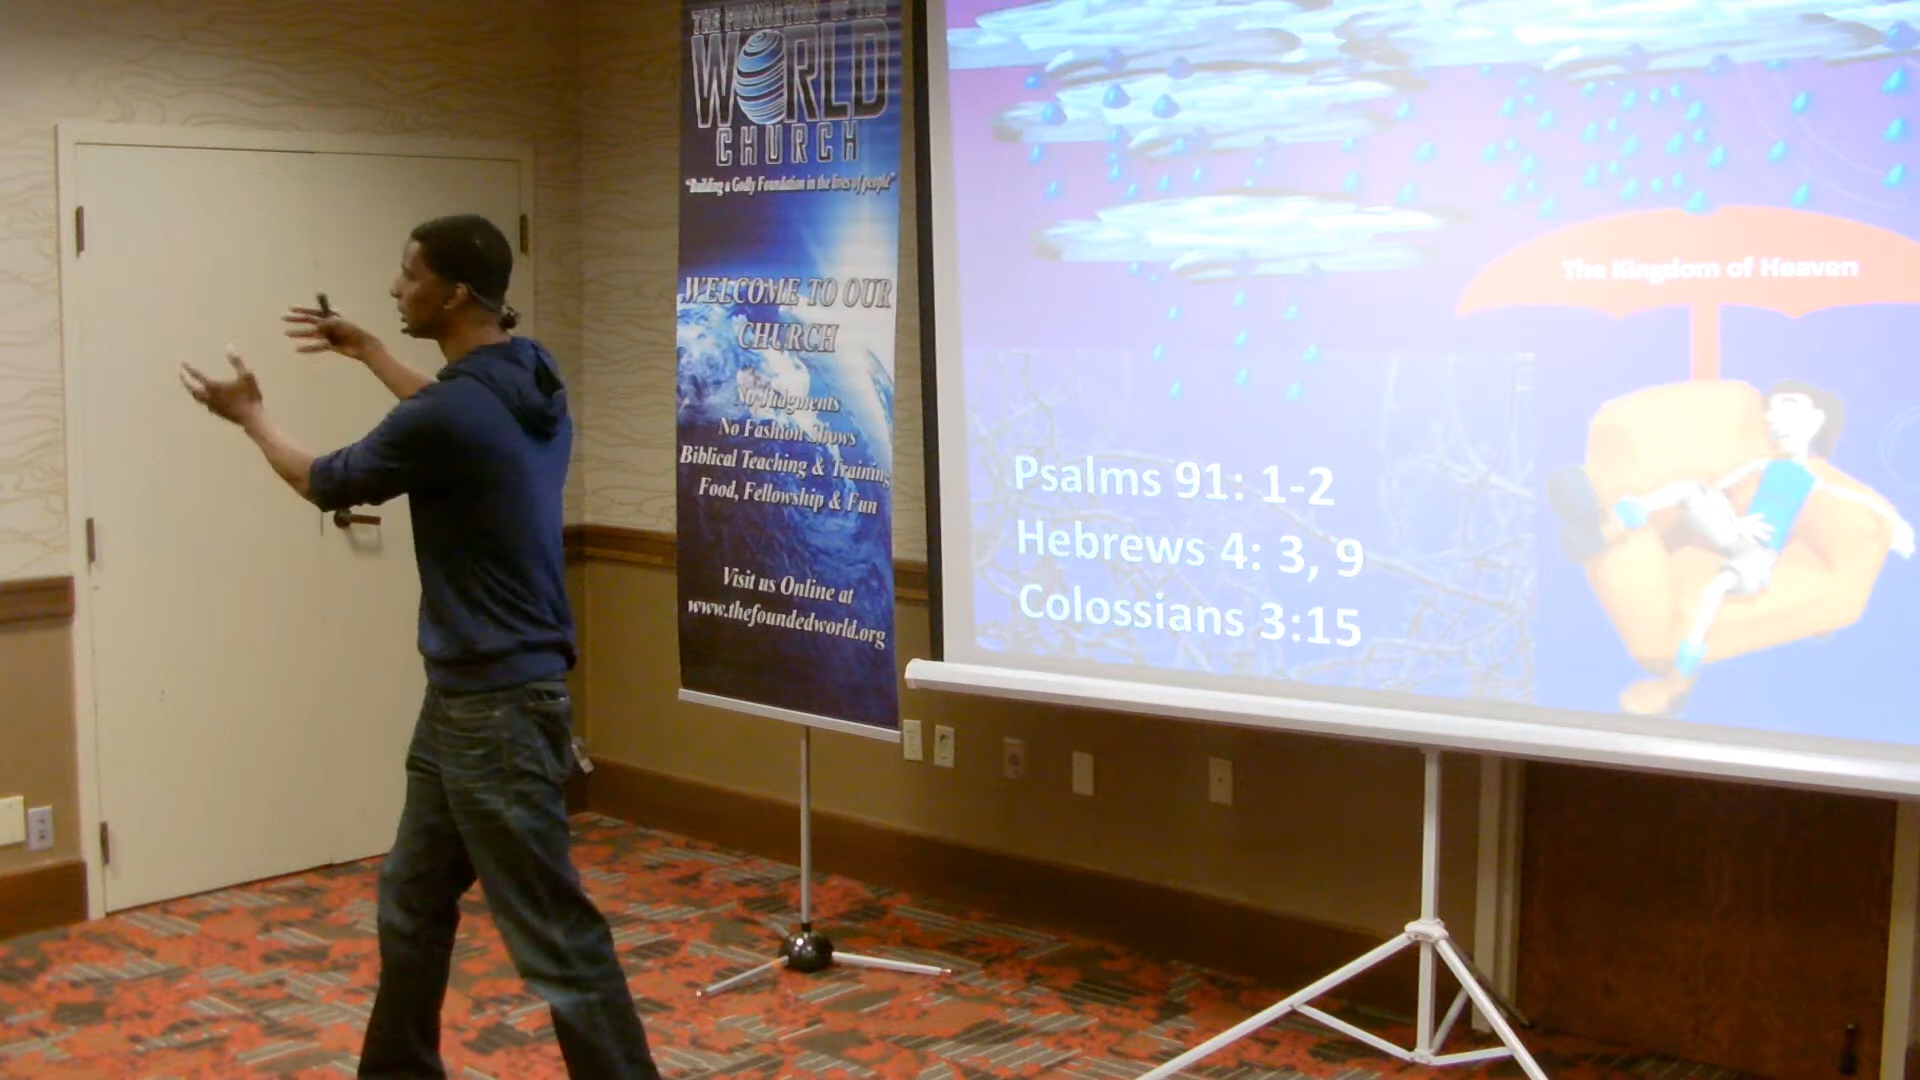 THE FOUNDATION OF THE
WORLD
CHURCH
"Building a Godly Foundation in the lives of people"
WELCOME TO OUR
CHURCH
No Judgments
No Fashion Shows
Biblical Teaching & Training
Food, Fellowship & Fun
Visit us Online at
www.thefoundedworld.org
The Kingdom of Heaven
Psalms 91: 1-2
Hebrews 4: 3, 9
Colossians 3:15